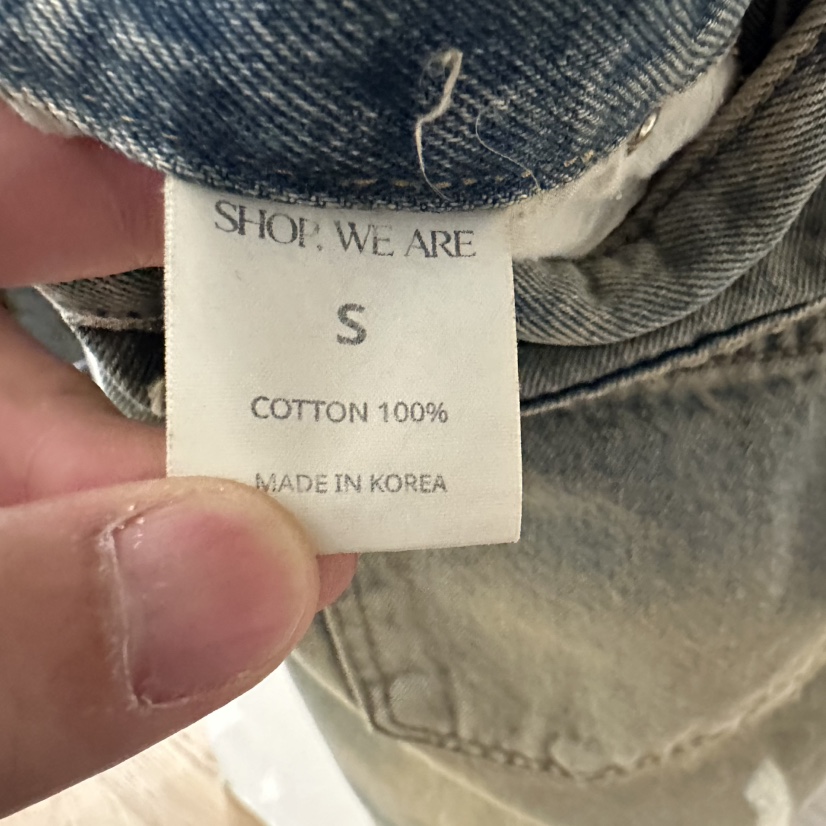 SHOP, WE ARE
S
COTTON 100%
MADE IN KOREA